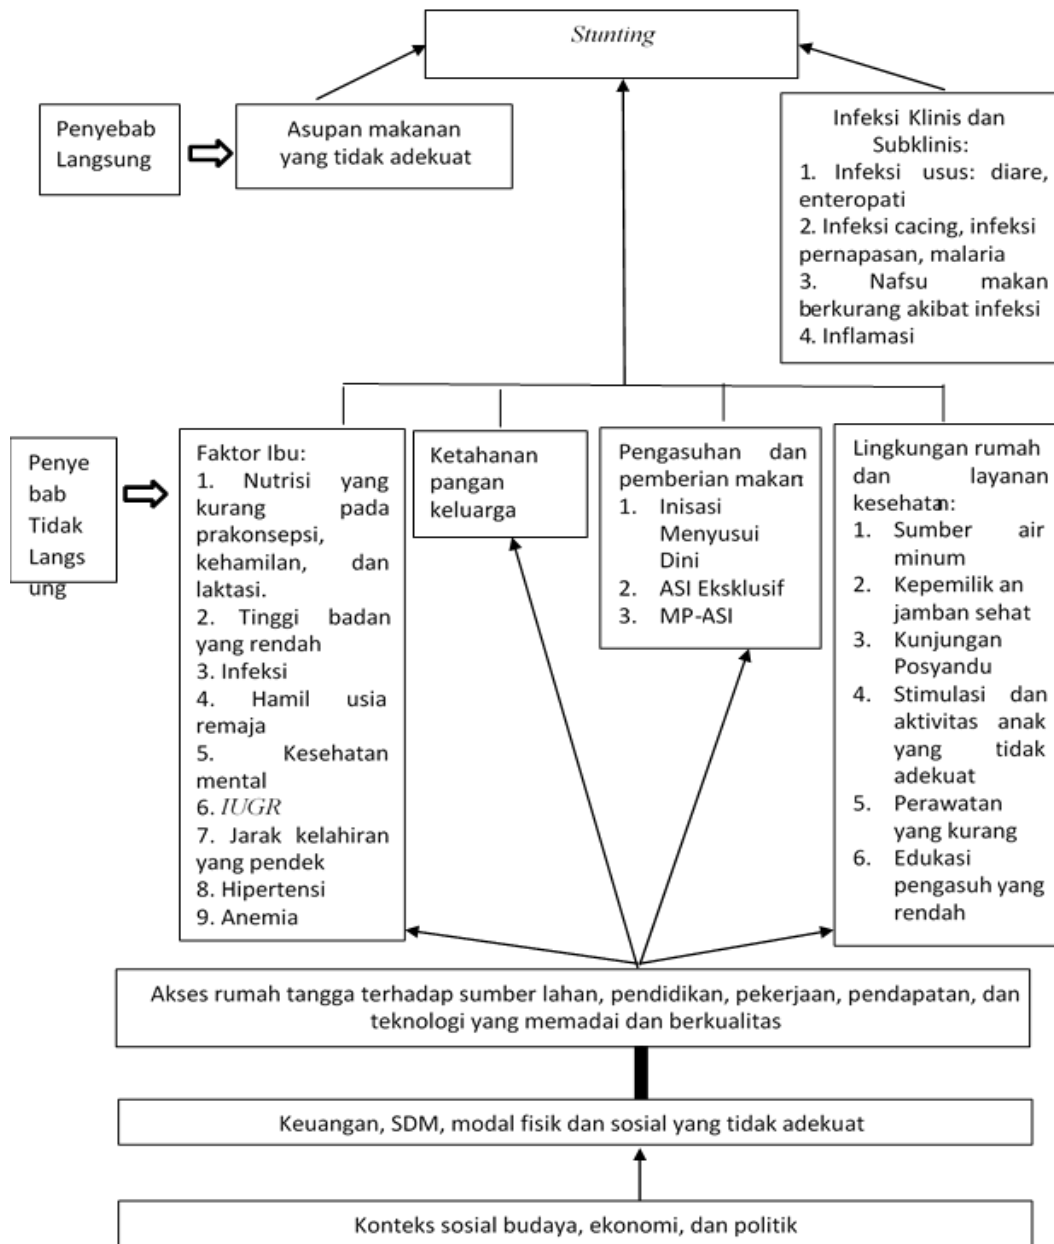 Stunting
Penyebab
Langsung
Asupan makanan
yang tidak adekuat
Infeksi Klinis dan
Subklinis:
1. Infeksi usus: diare,
enteropati
2. Infeksi cacing, infeksi
pernapasan, malaria
3. Nafsu makan
berkurang akibat infeksi
4. Inflamasi
Penye
bab
Tidak
Langs
ung
Faktor Ibu:
1. Nutrisi yang
kurang pada
prakonsepsi,
kehamilan, dan
laktasi.
2. Tinggi badan
yang rendah
3. Infeksi
4. Hamil usia
remaja
5. Kesehatan
mental
6. IUGR
7. Jarak kelahiran
yang pendek
8. Hipertensi
9. Anemia
Ketahanan
pangan
keluarga
Pengasuhan dan
pemberian makan:
1. Inisasi
Menyusui
Dini
2. ASI Eksklusif
3. MP-ASI
Lingkungan rumah
dan layanan
kesehatan:
1. Sumber air
minum
2. Kepemilik an
jamban sehat
3. Kunjungan
Posyandu
4. Stimulasi dan
aktivitas anak
yang tidak
adekuat
5. Perawatan
yang kurang
6. Edukasi
pengasuh yang
rendah
Akses rumah tangga terhadap sumber lahan, pendidikan, pekerjaan, pendapatan, dan
teknologi yang memadai dan berkualitas
Keuangan, SDM, modal fisik dan sosial yang tidak adekuat
Konteks sosial budaya, ekonomi, dan politik